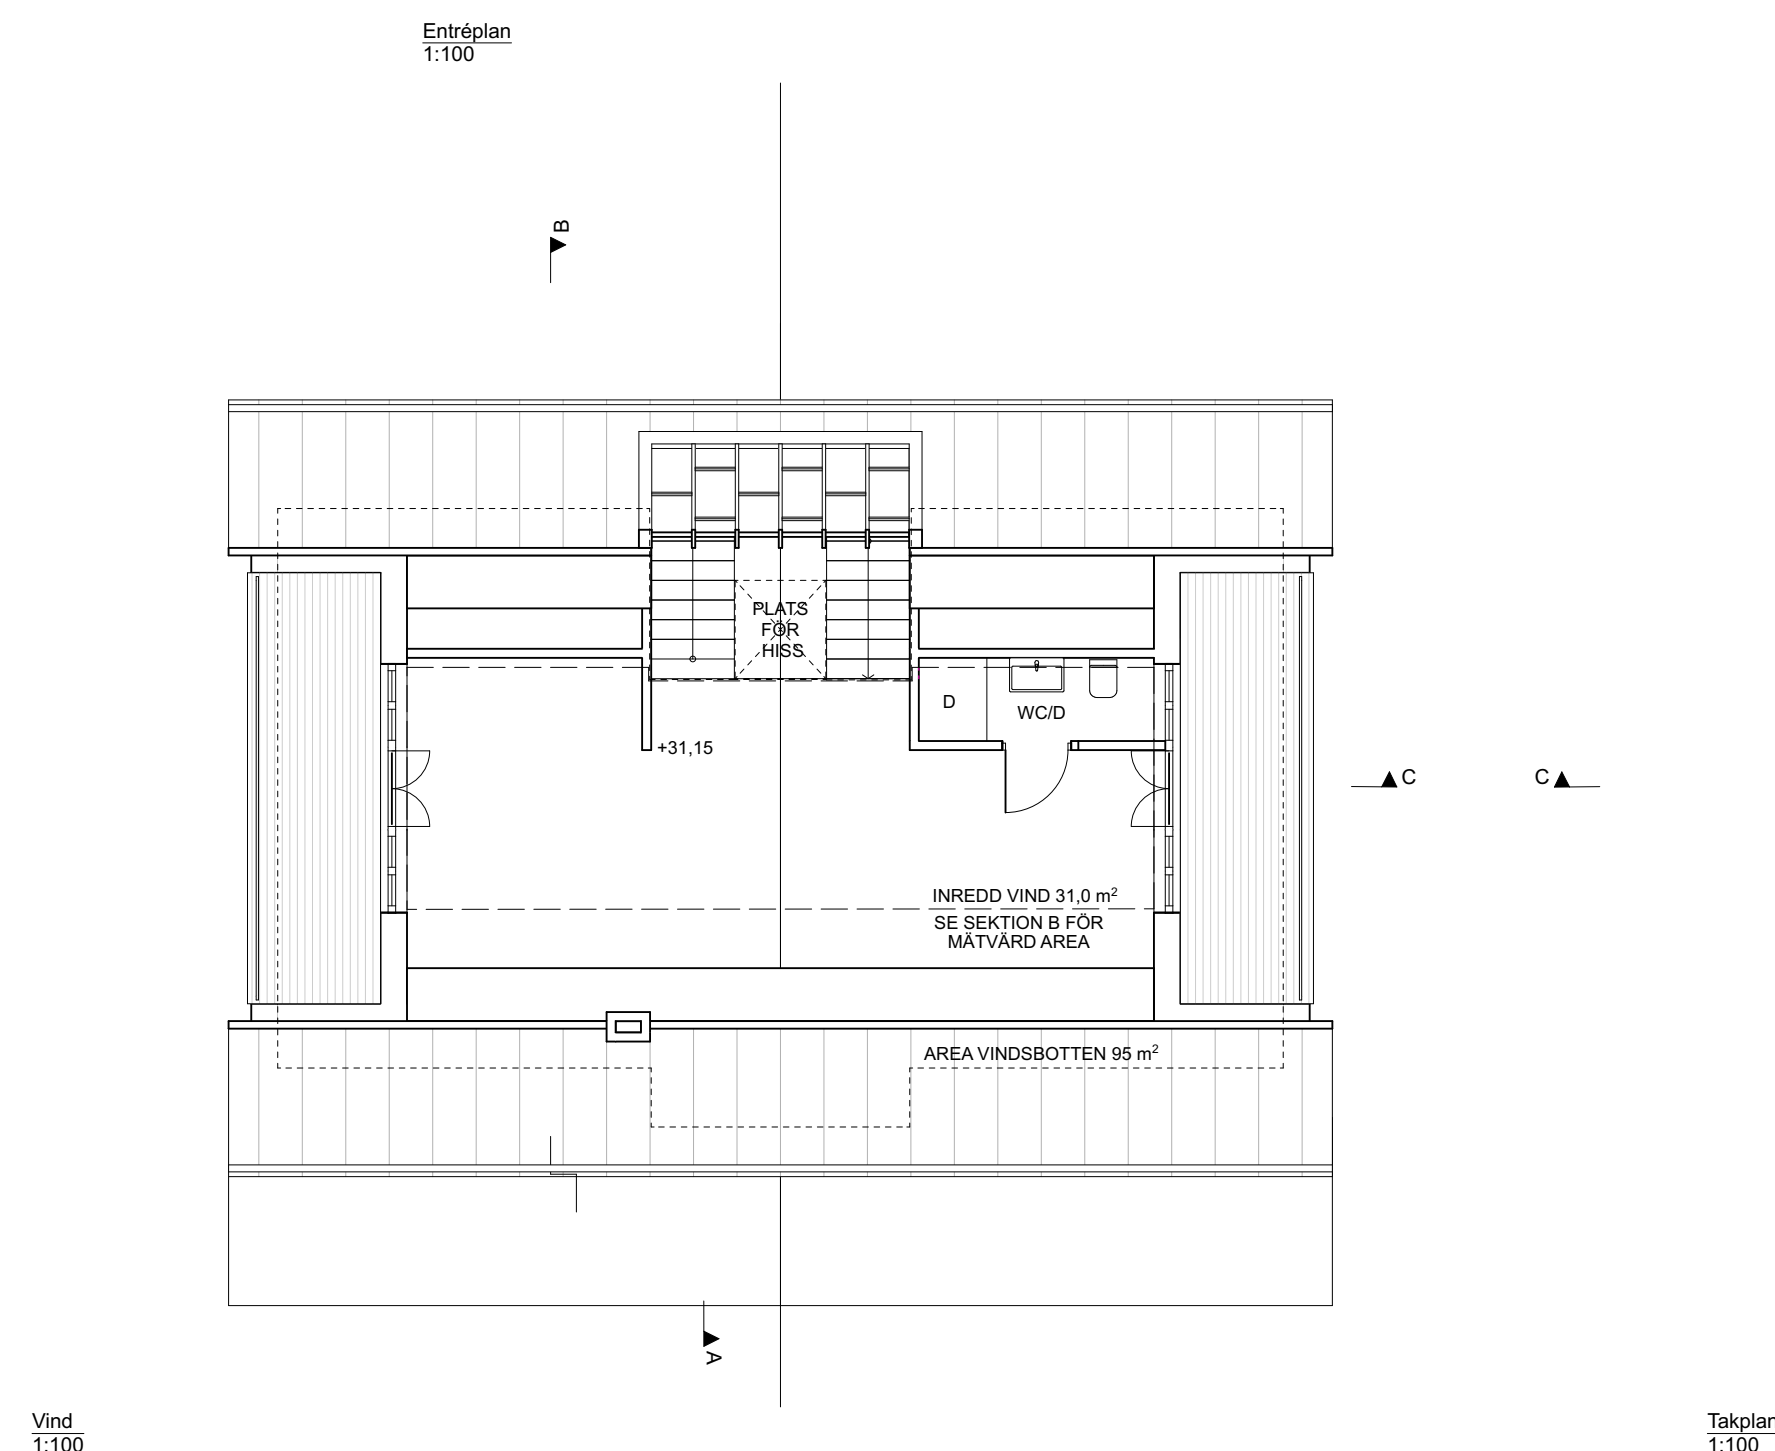 Entréplan
1:100
B
PLATS
FÖR
HISS
D
WC/D
+31,15
C
C
INREDD VIND 31,0 m²
SE SEKTION B FÖR
MÄTVÄRD AREA
AREA VINDSBOTTEN 95 m²
A
Vind
1:100
Takplan
1:100